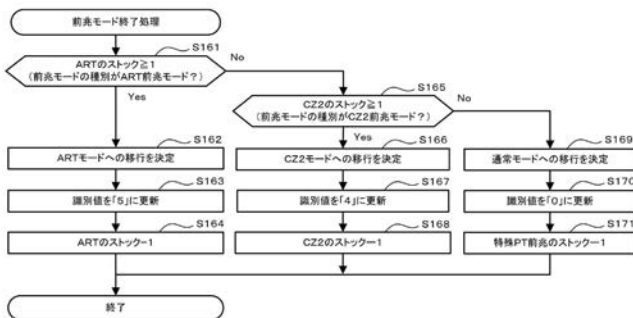 前兆モード終了処理
S161
ARTのストック≧1
(前兆モードの種別がART前兆モード?)
No
Yes
S165
CZ2のストック≧1
(前兆モードの種別がCZ2前兆モード?)
No
Yes
S162
ARTモードへの移行を決定
S166
CZ2モードへの移行を決定
S169
通常モードへの移行を決定
S163
識別値を「5」に更新
S167
識別値を「4」に更新
S170
識別値を「0」に更新
S164
ARTのストックー1
S168
CZ2のストックー1
S171
特殊PT前兆のストックー1
終了